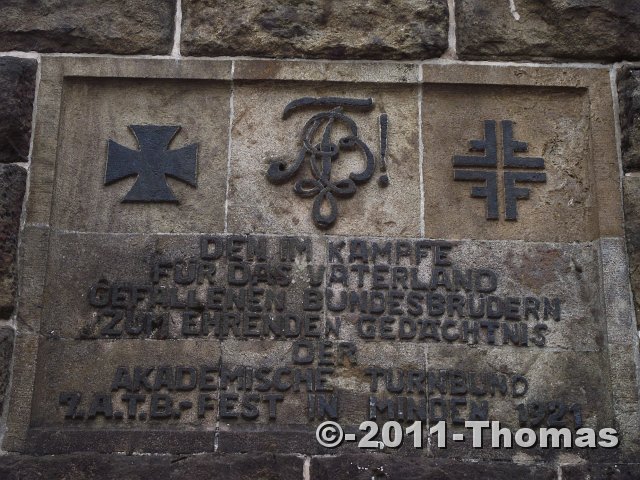 DEN IM KAMPFE
FÜR DAS VATERLAND
GEFALLENEN BUNDESBRÜDERN
ZUM EHRENDEN GEDÄCHTNIS
DER
AKADEMISCHE TURNBUND
7.A.T.B.-FEST IN MINDEN 1921
©-2011-Thomas